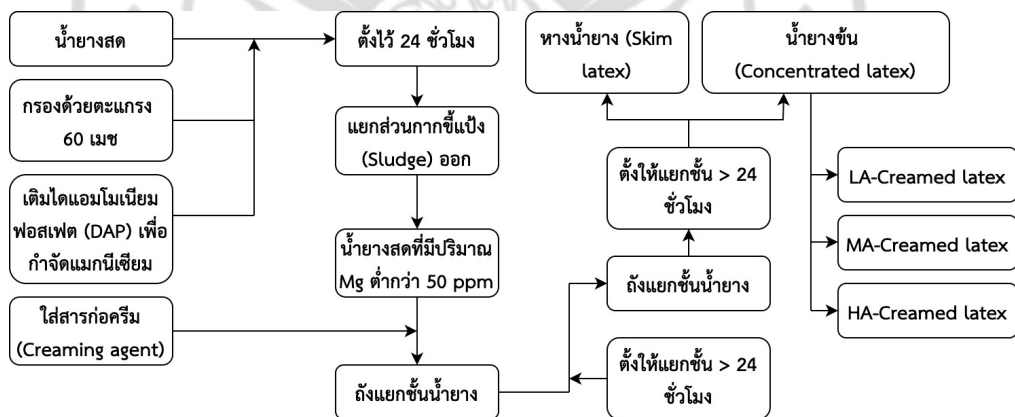 น้ำยางสด
กรองด้วยตะแกรง
60 เมช
เติมไดแอมโมเนียม
ฟอสเฟต (DAP) เพื่อ
กำจัดแมกนีเซียม
ใส่สารก่อครีม
(Creaming agent)
ตั้งไว้ 24 ชั่วโมง
แยกส่วนกากขี้แป้ง
(Sludge) ออก
น้ำยางสดที่มีปริมาณ
Mg ต่ำกว่า 50 ppm
ถังแยกชั้นน้ำยาง
หางน้ำยาง (Skim
latex)
น้ำยางข้น
(Concentrated latex)
ตั้งให้แยกชั้น > 24
ชั่วโมง
ถังแยกชั้นน้ำยาง
ตั้งให้แยกชั้น > 24
ชั่วโมง
LA-Creamed latex
MA-Creamed latex
HA-Creamed latex